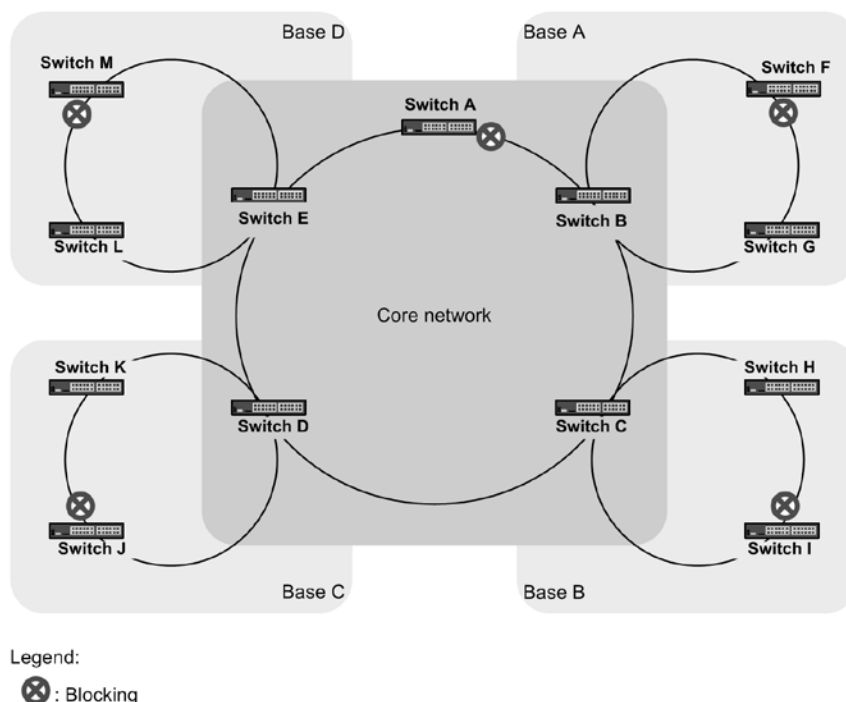 Base D
Base A
Switch M
Switch F
Switch A
Switch E
Switch B
Switch L
Switch G
Core network
Switch K
Switch H
Switch D
Switch C
Switch J
Switch I
Base C
Base B
Legend:
: Blocking